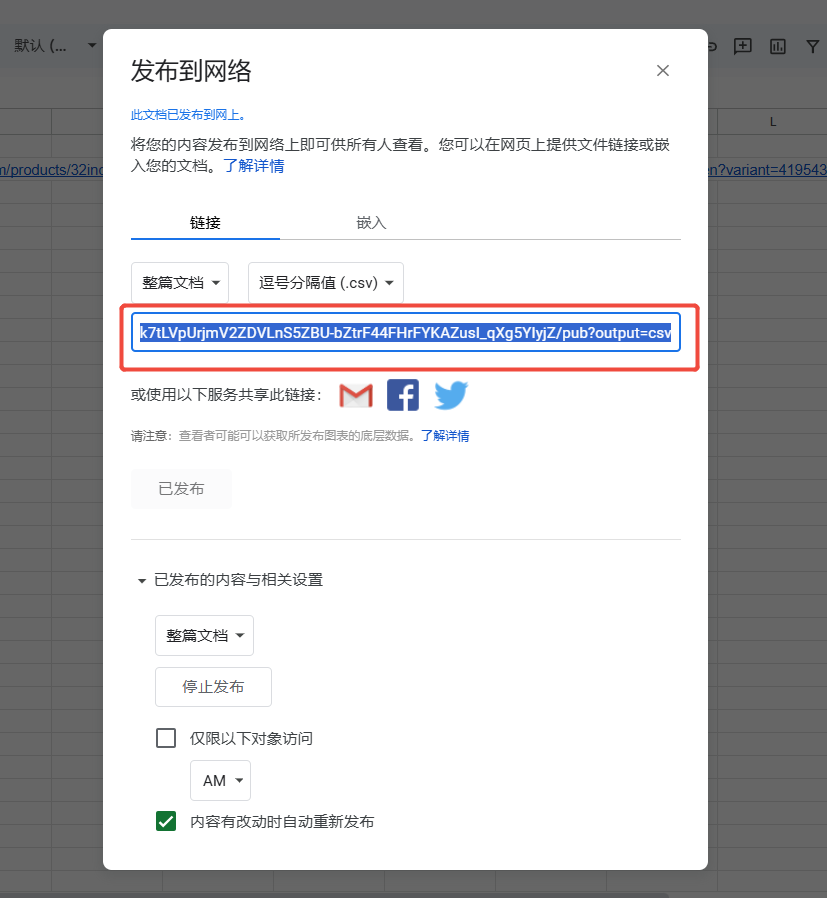 默认 (...
发布到网络
此文档已发布到网上。
L
将您的内容发布到网络上即可供所有人查看。您可以在网页上提供文件链接或嵌
入您的文档。了解详情
m/products/32inc
n?variant=419543
链接
嵌入
整篇文档
逗号分隔值 (.csv)
k7tLVpUrjmV2ZDVLnS5ZBU-bZtrF44FHrFYKAZusl_qXg5YlyjZ/pub?output=csv
或使用以下服务共享此链接：
请注意：查看者可能可以获取所发布图表的底层数据。了解详情
已发布
已发布的内容与相关设置
整篇文档
停止发布
仅限以下对象访问
AM
内容有改动时自动重新发布